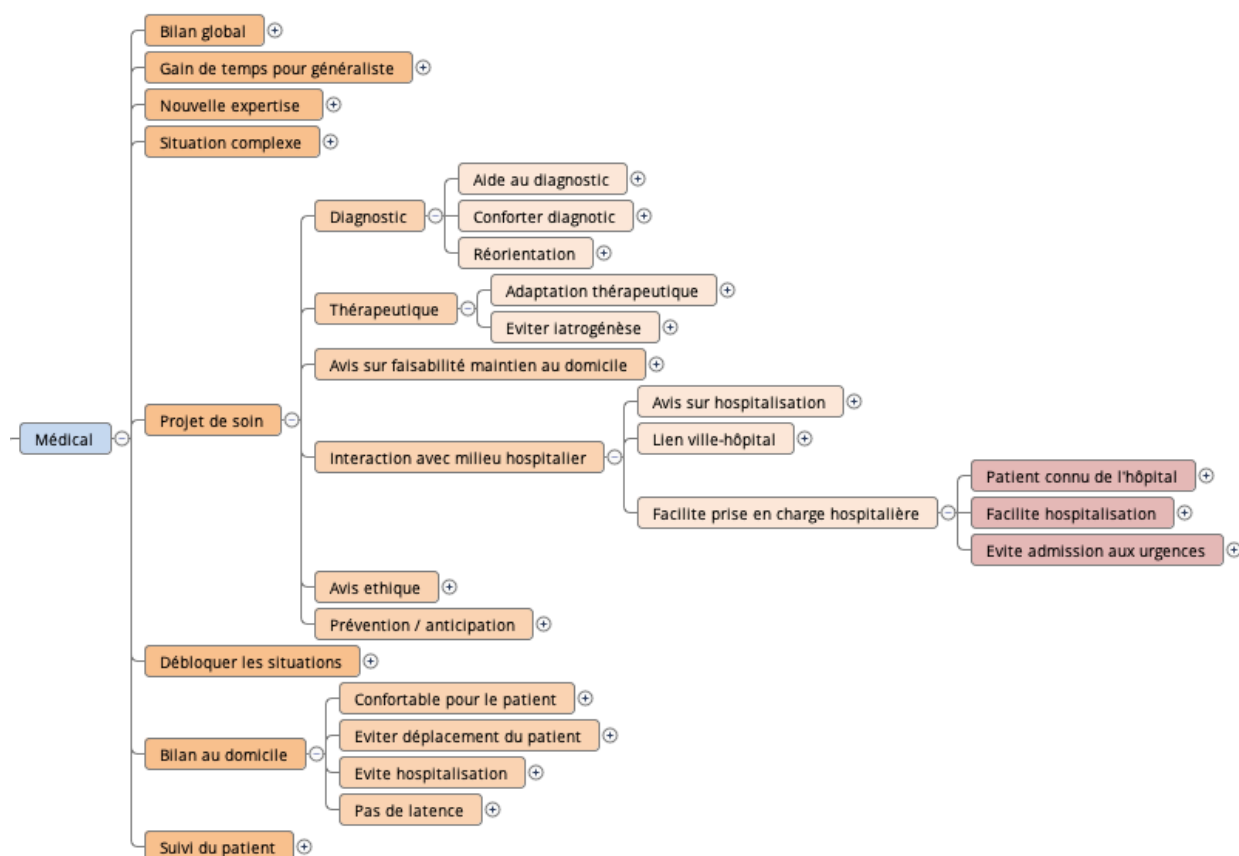 Bilan global
Gain de temps pour généraliste
Nouvelle expertise
Situation complexe
Aide au diagnostic
Diagnostic
Conforter diagnotic
Réorientation
Adaptation thérapeutique
Thérapeutique
Eviter iatrogénèse
Avis sur faisabilité maintien au domicile
Avis sur hospitalisation
Projet de soin
Médical
Lien ville-hôpital
Interaction avec milieu hospitalier
Patient connu de l'hôpital
Facilite prise en charge hospitalière
Facilite hospitalisation
Evite admission aux urgences
Avis ethique
Prévention / anticipation
Débloquer les situations
Confortable pour le patient
Eviter déplacement du patient
Bilan au domicile
Evite hospitalisation
Pas de latence
Suivi du patient